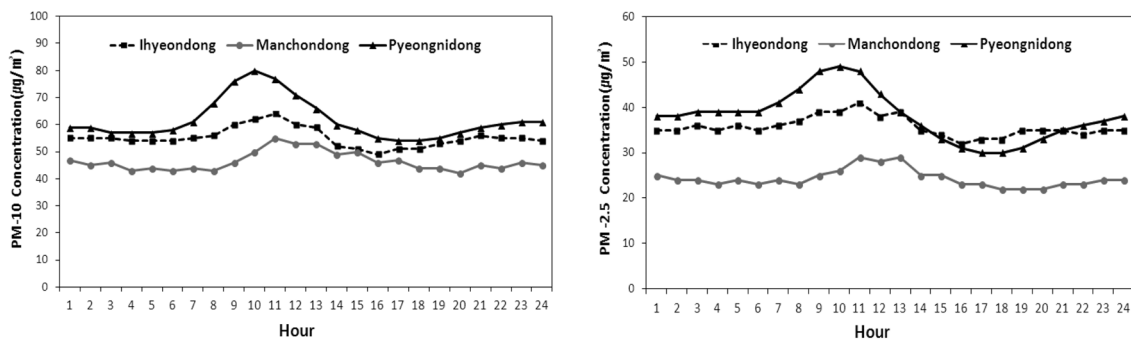 100
90
80
70
60
50
40
30
20
10
0
PM-10 Concentration(㎍/㎥)
Ihyeondong Manchondong Pyeongnidong
1 2 3 4 5 6 7 8 9 10 11 12 13 14 15 16 17 18 19 20 21 22 23 24
Hour
60
50
40
30
20
10
0
PM -2.5 Concentration(㎍/㎥)
Ihyeondong Manchondong Pyeongnidong
1 2 3 4 5 6 7 8 9 10 11 12 13 14 15 16 17 18 19 20 21 22 23 24
Hour